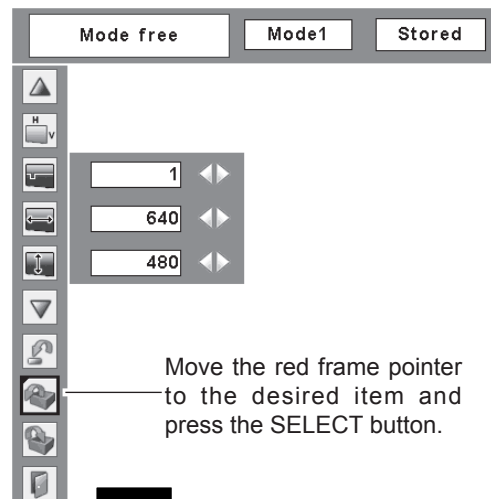 Mode free Mode1 Stored
H
V
1
640
480
Move the red frame pointer
to the desired item and
press the SELECT button.